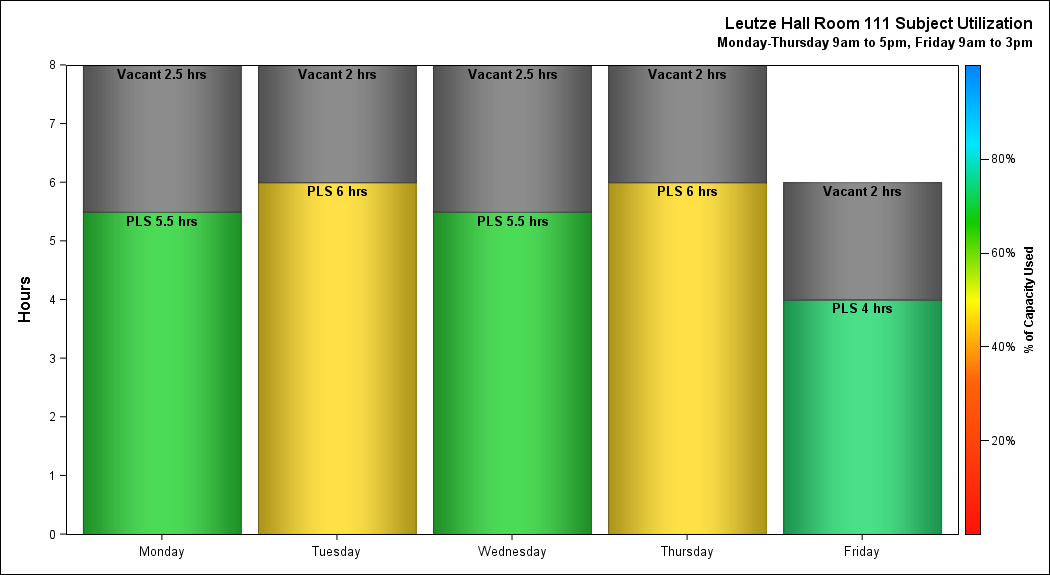 Leutze Hall Room 111 Subject Utilization
Monday-Thursday 9am to 5pm, Friday 9am to 3pm
8
7
6
5
4
3
2
1
0
Hours
Vacant 2.5 hrs
PLS 5.5 hrs
Vacant 2 hrs
PLS 6 hrs
Vacant 2.5 hrs
PLS 5.5 hrs
Vacant 2 hrs
PLS 6 hrs
Vacant 2 hrs
PLS 4 hrs
Monday
Tuesday
Wednesday
Thursday
Friday
80%
60%
40%
20%
% of Capacity Used